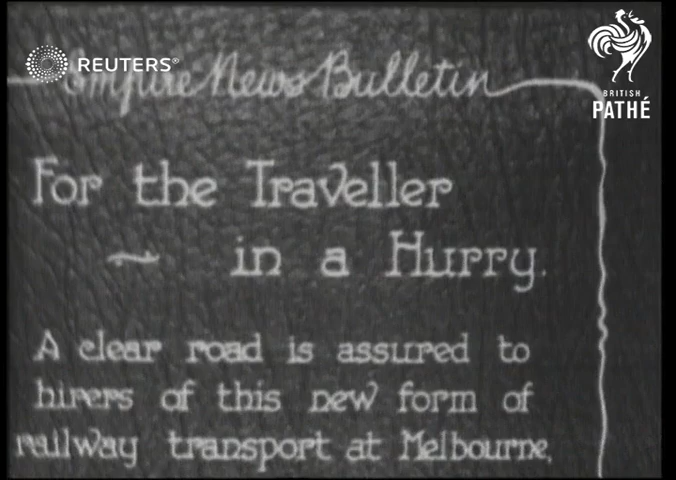 REUTERS®
Empire News Bulletin
BRITISH
PATHÉ
For the Traveller
~ in a Hurry.
A clear road is assured to
hirers of this new form of
railway transport at Melbourne,